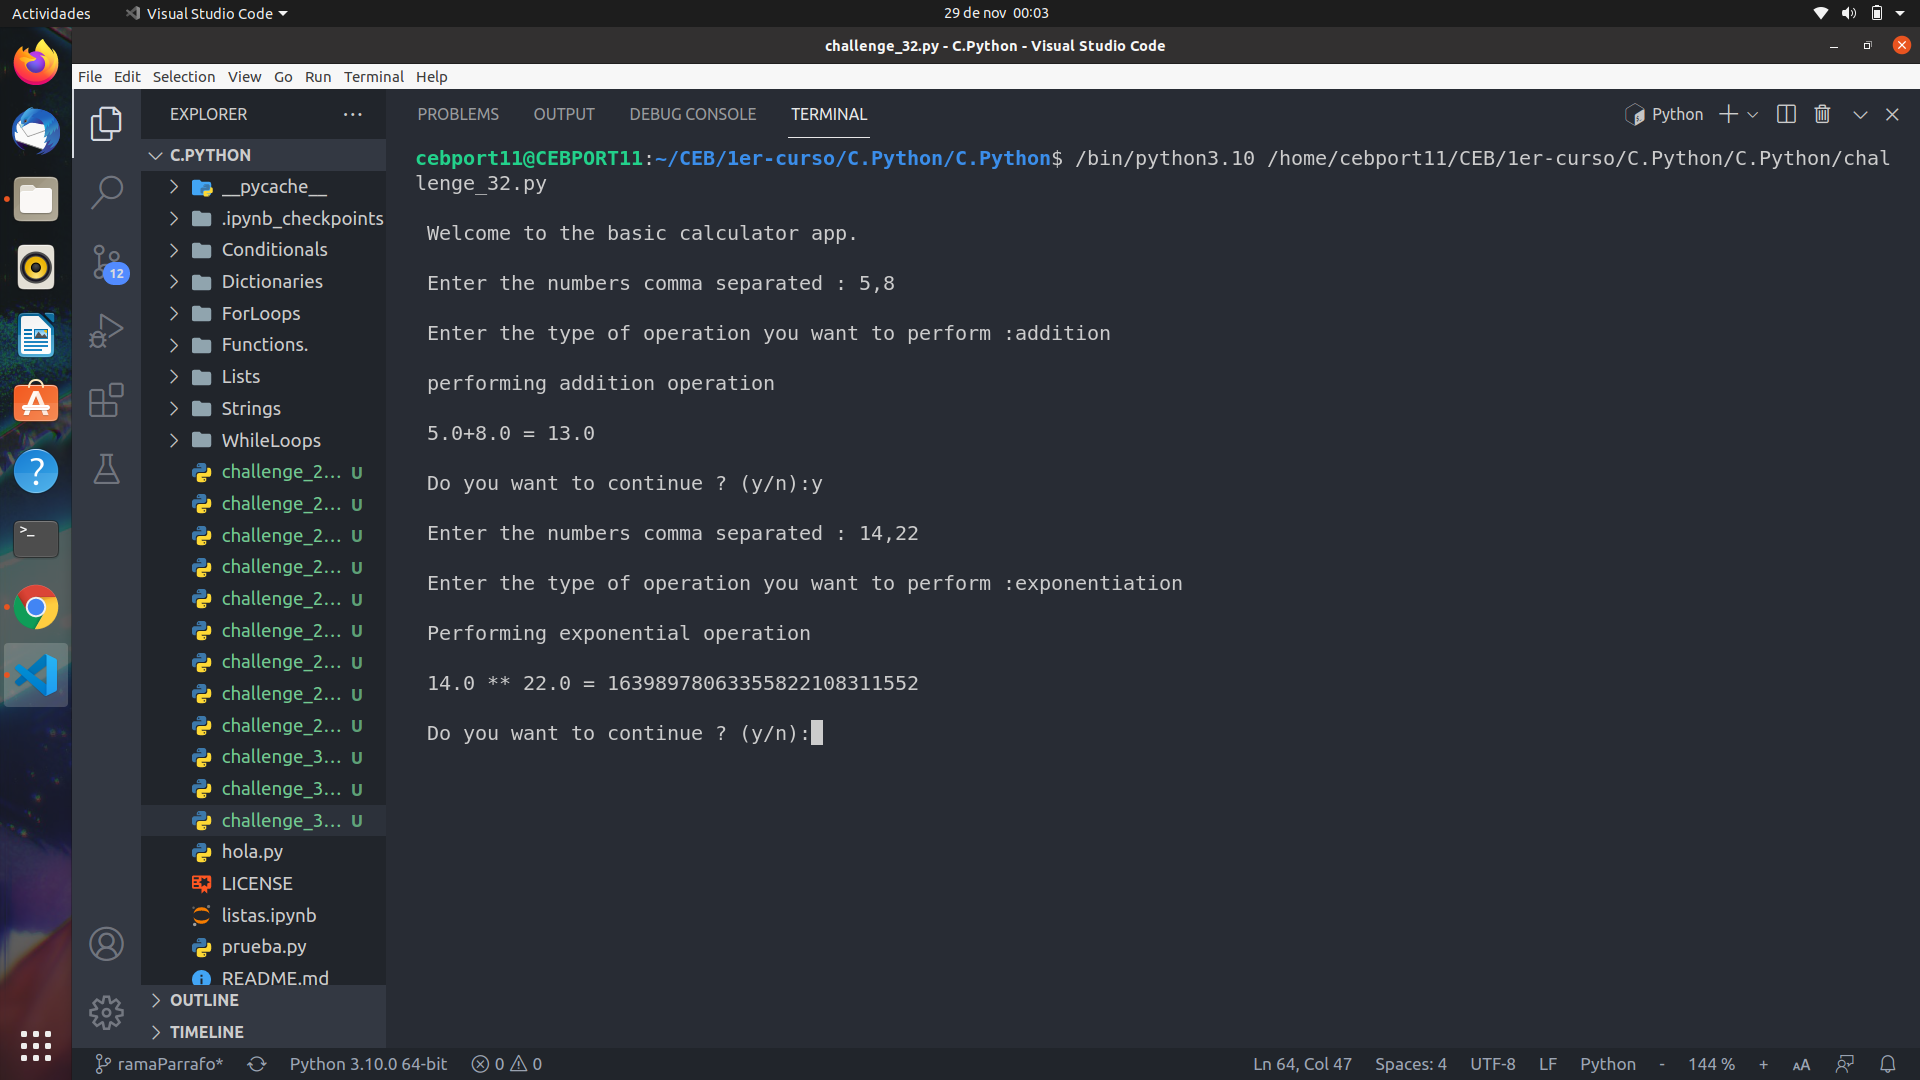 Actividades
Visual Studio Code
29 de nov 00:03
challenge_32.py - C.Python - Visual Studio Code
File Edit Selection View Go Run Terminal Help
EXPLORER
C.PYTHON
__pycache__
.ipynb_checkpoints
Conditionals
Dictionaries
ForLoops
Functions.
Lists
Strings
WhileLoops
challenge_2... U
challenge_2... U
challenge_2... U
challenge_2... U
challenge_2... U
challenge_2... U
challenge_2... U
challenge_2... U
challenge_2... U
challenge_3... U
challenge_3... U
challenge_3... U
hola.py
LICENSE
listas.ipynb
prueba.py
README.md
OUTLINE
TIMELINE
12
PROBLEMS OUTPUT DEBUG CONSOLE TERMINAL
Python
cebport11@CEBPORT11:~/CEB/1er-curso/C.Python/C.Python$ /bin/python3.10 /home/cebport11/CEB/1er-curso/C.Python/C.Python/chal
lenge_32.py
Welcome to the basic calculator app.
Enter the numbers comma separated : 5,8
Enter the type of operation you want to perform :addition
performing addition operation
5.0+8.0 = 13.0
Do you want to continue ? (y/n):y
Enter the numbers comma separated : 14,22
Enter the type of operation you want to perform :exponentiation
Performing exponential operation
14.0 ** 22.0 = 16398978063355822108311552
Do you want to continue ? (y/n):
ramaParrafo* Python 3.10.0 64-bit 0 0 Ln 64, Col 47 Spaces: 4 UTF-8 LF Python - 144 % + AA